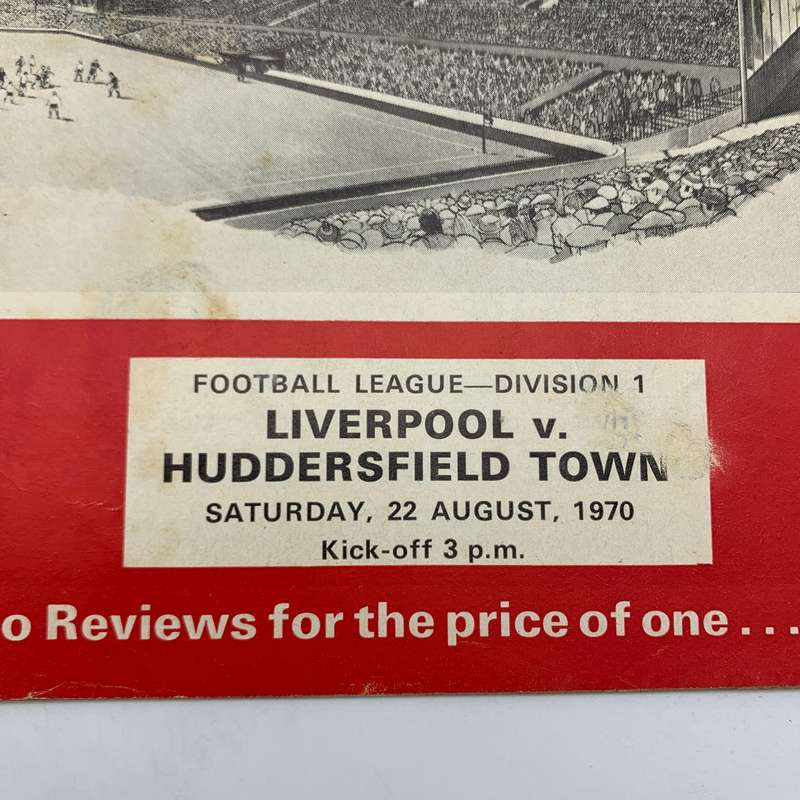 FOOTBALL LEAGUE—DIVISION 1
LIVERPOOL v.
HUDDERSFIELD TOWN
SATURDAY, 22 AUGUST, 1970
Kick-off 3 p.m.
o Reviews for the price of one...